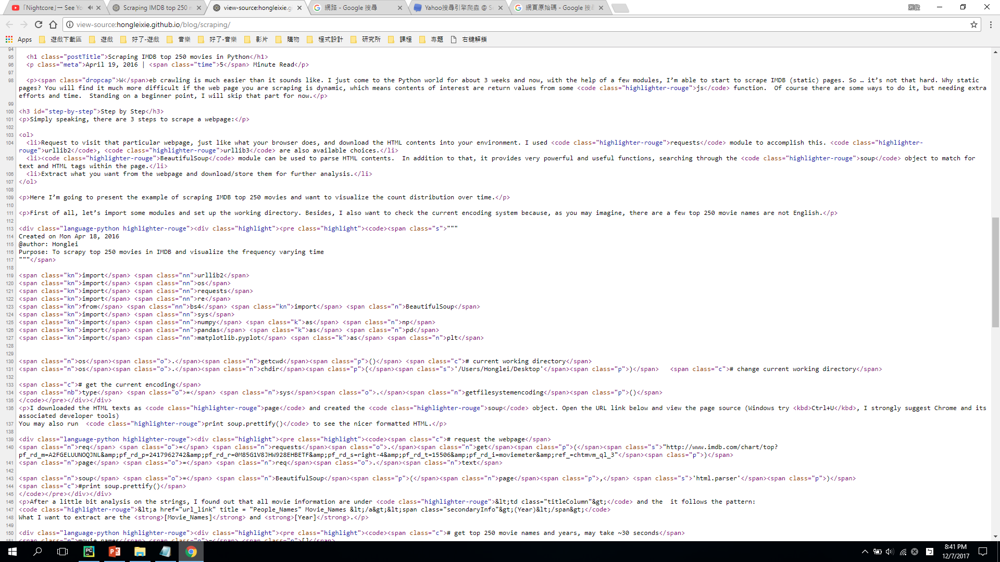 「Nightcore」→ See Yo
Scraping IMDB top 250 m
view-source:hongleixie.gi
網路 - Google 搜尋
Yahoo搜尋引擎爬蟲 @ S
網頁原始碼 - Google 搜尋
view-source:hongleixie.github.io/blog/scraping/
Apps 遊戲下載區 遊戲 好了-遊戲 音樂 好了-音樂 影片 購物 程式設計 研究所 課程 專題 右鍵解鎖
94
95 <h1 class="postTitle">Scraping IMDB top 250 movies in Python</h1>
96 <p class="meta">April 19, 2016 | <span class="time">5</span> Minute Read</p>
97
98 <p><span class="dropcap">W</span>eb crawling is much easier than it sounds like. I just come to the Python world for about 3 weeks and now, with the help of a few modules, I’m able to start to scrape IMDB (static) pages. So … it’s not that hard. Why static
pages? You will find it much more difficult if the web page you are scraping is dynamic, which means contents of interest are return values from some <code class="highlighter-rouge">js</code> function.  Of course there are some ways to do it, but needing extra
efforts and time.  Standing on a beginner point, I will skip that part for now.</p>
99
100 <h3 id="step-by-step">Step by Step</h3>
101 <p>Simply speaking, there are 3 steps to scrape a webpage:</p>
102
103 <ol>
104 <li>Request to visit that particular webpage, just like what your browser does, and download the HTML contents into your environment. I used <code class="highlighter-rouge">requests</code> module to accomplish this. <code class="highlighter-
rouge">urllib2</code>, <code class="highlighter-rouge">urllib3</code> are also available choices.</li>
105 <li><code class="highlighter-rouge">BeautifulSoup</code> module can be used to parse HTML contents.  In addition to that, it provides very powerful and useful functions, searching through the <code class="highlighter-rouge">soup</code> object to match for
text and HTML tags within the page.</li>
106 <li>Extract what you want from the webpage and download/store them for further analysis.</li>
107 </ol>
108
109 <p>Here I’m going to present the example of scraping IMDB top 250 movies and want to visualize the count distribution over time.</p>
110
111 <p>First of all, let’s import some modules and set up the working directory. Besides, I also want to check the current encoding system because, as you may imagine, there are a few top 250 movie names are not English.</p>
112
113 <div class="language-python highlighter-rouge"><div class="highlight"><pre class="highlight"><code><span class="s">"""
114 Created on Mon Apr 18, 2016
115 @author: Honglei
116 Purpose: To scrapy top 250 movies in IMDB and visualize the frequency varying time
117 """</span>
118
119 <span class="kn">import</span> <span class="nn">urllib2</span>
120 <span class="kn">import</span> <span class="nn">os</span>
121 <span class="kn">import</span> <span class="nn">requests</span>
122 <span class="kn">import</span> <span class="nn">re</span>
123 <span class="kn">from</span> <span class="nn">bs4</span> <span class="kn">import</span> <span class="n">BeautifulSoup</span>
124 <span class="kn">import</span> <span class="nn">sys</span>
125 <span class="kn">import</span> <span class="nn">numpy</span> <span class="k">as</span> <span class="n">np</span>
126 <span class="kn">import</span> <span class="nn">pandas</span> <span class="k">as</span> <span class="n">pd</span>
127 <span class="kn">import</span> <span class="nn">matplotlib.pyplot</span> <span class="k">as</span> <span class="n">plt</span>
128
129
130 <span class="n">os</span><span class="o">.</span><span class="n">getcwd</span><span class="p">()</span> <span class="c"># current working directory</span>
131 <span class="n">os</span><span class="o">.</span><span class="n">chdir</span><span class="p">(</span><span class="s">'/Users/Honglei/Desktop'</span><span class="p">)</span>   <span class="c"># change current working directory</span>
132
133 <span class="c"># get the current encoding</span>
134 <span class="nb">type</span> <span class="o">=</span> <span class="n">sys</span><span class="o">.</span><span class="n">getfilesystemencoding</span><span class="p">()</span>
135 </code></pre></div></div>
136 <p>I downloaded the HTML texts as <code class="highlighter-rouge">page</code> and created the <code class="highlighter-rouge">soup</code> object. Open the URL link below and view the page source (Windows try <kbd>Ctrl+U</kbd>, I strongly suggest Chrome and its
associated developer tools)
137 You may also run  <code class="highlighter-rouge">print soup.prettify()</code> to see the nicer formatted HTML.</p>
138
139 <div class="language-python highlighter-rouge"><div class="highlight"><pre class="highlight"><code><span class="c"># request the webpage</span>
140 <span class="n">req</span> <span class="o">=</span> <span class="n">requests</span><span class="o">.</span><span class="n">get</span><span class="p">(</span><span class="s">"http://www.imdb.com/chart/top?
pf_rd_m=A2FGELUUNOQJNL&amp;pf_rd_p=2417962742&amp;pf_rd_r=0M85G1V8JHW928EHBETF&amp;pf_rd_s=right-4&amp;pf_rd_t=15506&amp;pf_rd_i=moviemeter&amp;ref_=chtmvm_ql_3"</span><span class="p">)</span>
141 <span class="n">page</span> <span class="o">=</span> <span class="n">req</span><span class="o">.</span><span class="n">text</span>
142
143 <span class="n">soup</span> <span class="o">=</span> <span class="n">BeautifulSoup</span><span class="p">(</span><span class="n">page</span><span class="p">,</span> <span class="s">'html.parser'</span><span class="p">)</span>
144 <span class="c">#print soup.prettify()</span>
145 </code></pre></div></div>
146 <p>After a little bit analysis on the strings, I found out that all movie information are under <code class="highlighter-rouge">&lt;td class="titleColumn"&gt;</code> and the  it follows the pattern:
147 <code class="highlighter-rouge">&lt;a href="url_link" title = "People_Names" Movie_Names &lt;/a&gt;&lt;span class="secondaryInfo"&gt;(Year)&lt;/span&gt;</code>
148 What I want to extract are the <strong>[Movie_Names]</strong> and <strong>[Year]</strong>.</p>
149
150 <div class="language-python highlighter-rouge"><div class="highlight"><pre class="highlight"><code><span class="c"># get top 250 movie names and years, may take ~30 seconds</span>
151 <span class="n">movie_names</span> <span class="o">=</span> <span class="p">[]</span>
8:41 PM
12/7/2017